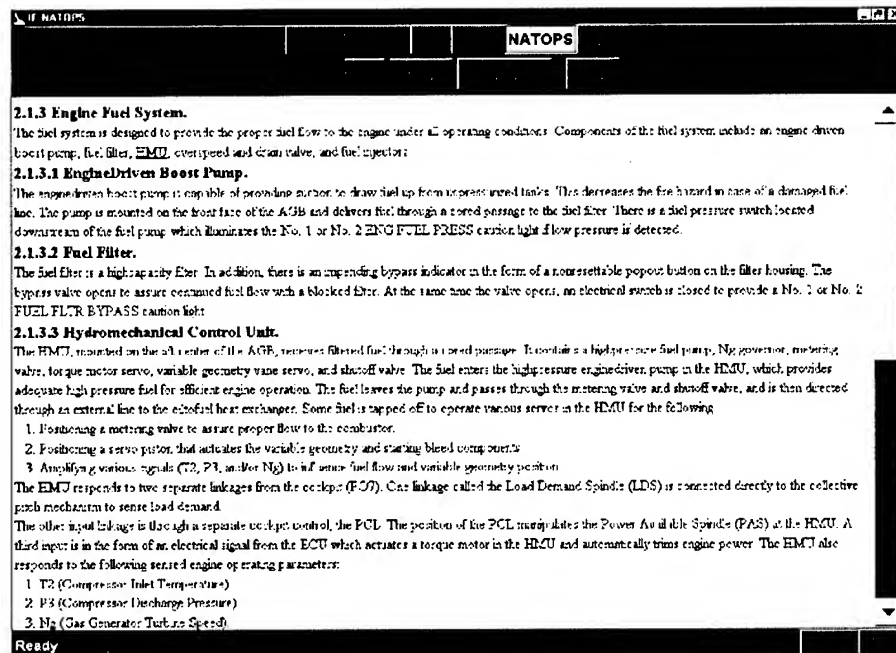 IF NATOPS
NATOPS
2.1.3 Engine Fuel System.
The fuel system is designed to provide the proper fuel flow to the engine under all operating conditions. Components of the fuel system include an engine driven
boost pump, fuel filter, HMU, overspeed and drain valve, and fuel injectors
2.1.3.1 EngineDriven Boost Pump.
The enginedriven boost pump is capable of providing suction to draw fuel up from unpressurized tanks. This decreases the fire hazard in case of a damaged fuel
line. The pump is mounted on the front face of the AGB and delivers fuel through a cored passage to the fuel filter. There is a fuel pressure switch located
downstream of the fuel pump which illuminates the No. 1 or No. 2 ENG FUEL PRESS caution light if low pressure is detected.
2.1.3.2 Fuel Filter.
The fuel filter is a highcapacity filter. In addition, there is an impending bypass indicator in the form of a nonresettable popout button on the filter housing. The
bypass valve opens to assure continued fuel flow with a blocked filter. At the same time the valve opens, an electrical switch is closed to provide a No. 1 or No. 2
FUEL FLTR BYPASS caution light
2.1.3.3 Hydromechanical Control Unit.
The HMU, mounted on the aft center of the AGB, receives filtered fuel through a cored passage. It contains a highpressure fuel pump, Ng governor, metering
valve, torque motor servo, variable geometry vane servo, and shutoff valve. The fuel enters the highpressure enginedriven pump in the HMU, which provides
adequate high pressure fuel for efficient engine operation. The fuel leaves the pump and passes through the metering valve and shutoff valve, and is then directed
through an external line to the oiltofuel heat exchanger. Some fuel is tapped off to operate various servos in the HMU for the following
1. Positioning a metering valve to assure proper flow to the combustor.
2. Positioning a servo piston that actuates the variable geometry and starting bleed components
3. Amplifying various signals (T2, P3, and/or Ng) to influence fuel flow and variable geometry position
The HMU responds to two separate linkages from the cockpit (FO7). One linkage called the Load Demand Spindle (LDS) is connected directly to the collective
pitch mechanism to sense load demand.
The other input linkage is through a separate cockpit control, the PCL. The position of the PCL manipulates the Power Available Spindle (PAS) at the HMU. A
third input is in the form of an electrical signal from the ECU which actuates a torque motor in the HMU and automatically trims engine power. The HMU also
responds to the following sensed engine operating parameters:
1. T2 (Compressor Inlet Temperature)
2. P3 (Compressor Discharge Pressure)
3. Ng (Gas Generator Turbine Speed)
Ready